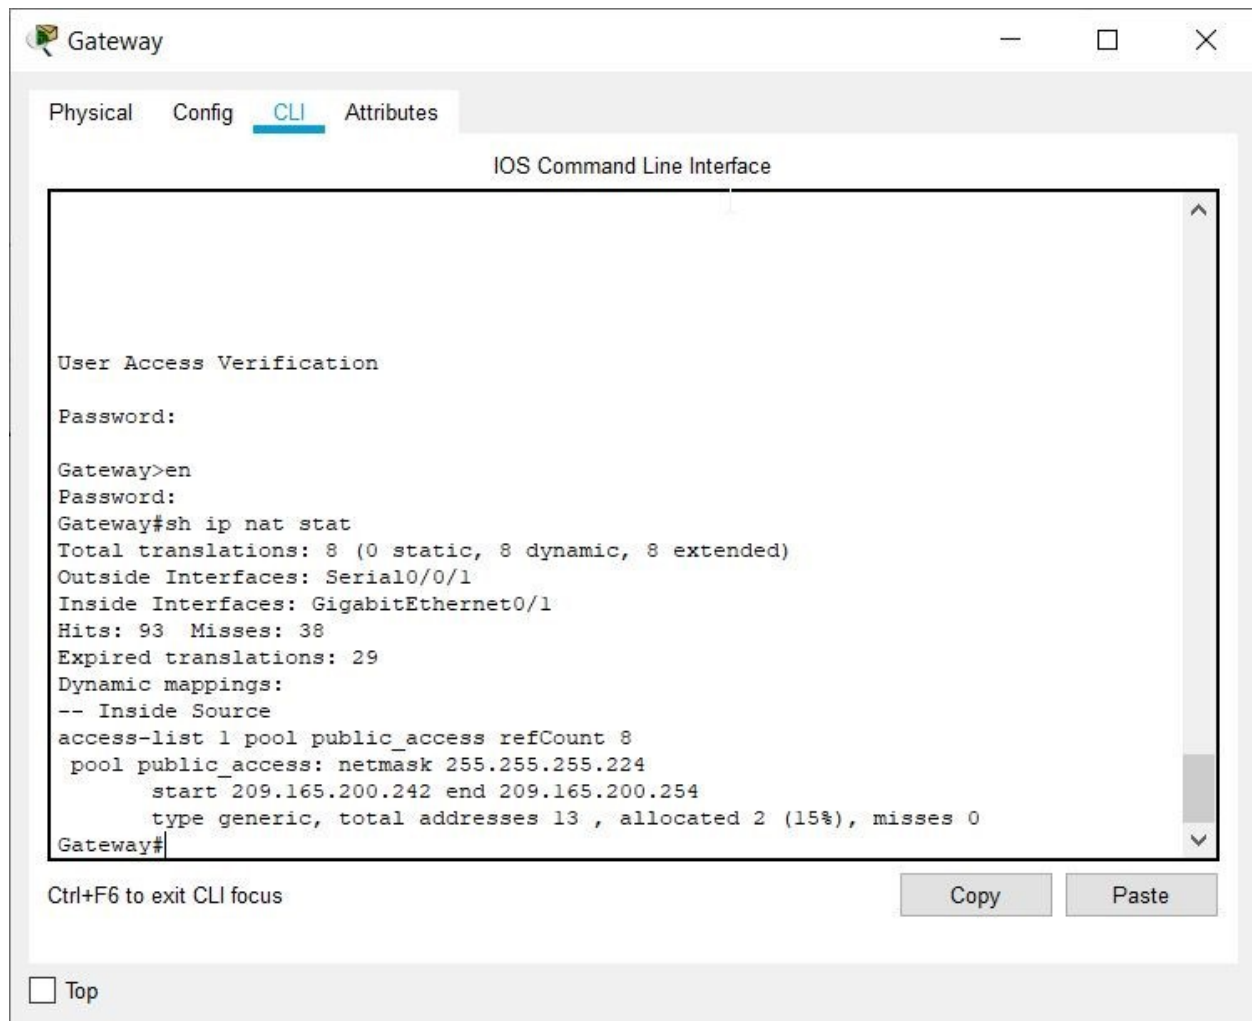 Gateway
Physical Config CLI Attributes
IOS Command Line Interface
User Access Verification
Password:
Gateway>en
Password:
Gateway#sh ip nat stat
Total translations: 8 (0 static, 8 dynamic, 8 extended)
Outside Interfaces: Serial0/0/1
Inside Interfaces: GigabitEthernet0/1
Hits: 93  Misses: 38
Expired translations: 29
Dynamic mappings:
-- Inside Source
access-list 1 pool public_access refCount 8
 pool public_access: netmask 255.255.255.224
       start 209.165.200.242 end 209.165.200.254
       type generic, total addresses 13 , allocated 2 (15%), misses 0
Gateway#
Ctrl+F6 to exit CLI focus
Copy Paste
Top